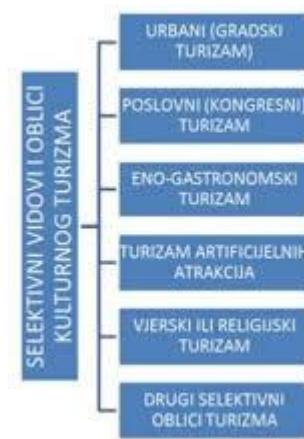 SELEKTIVNI VIDOVI I OBLICI
KULTURNOG TURIZMA
URBANI (GRADSKI
TURIZAM)
POSLOVNI (KONGRESNI)
TURIZAM
ENO-GASTRONOMSKI
TURIZAM
TURIZAM ARTIFICIJELNIH
ATRAKCIJA
VJERSKI ILI RELIGIJSKI
TURIZAM
DRUGI SELEKTIVNI
OBLICI TURIZMA